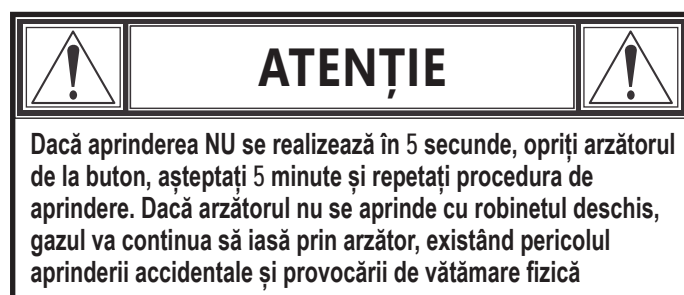 ATENȚIE
Dacă aprinderea NU se realizează în 5 secunde, opriți arzătorul
de la buton, așteptați 5 minute și repetați procedura de
aprindere. Dacă arzătorul nu se aprinde cu robinetul deschis,
gazul va continua să iasă prin arzător, existând pericolul
aprinderii accidentale și provocării de vătămare fizică